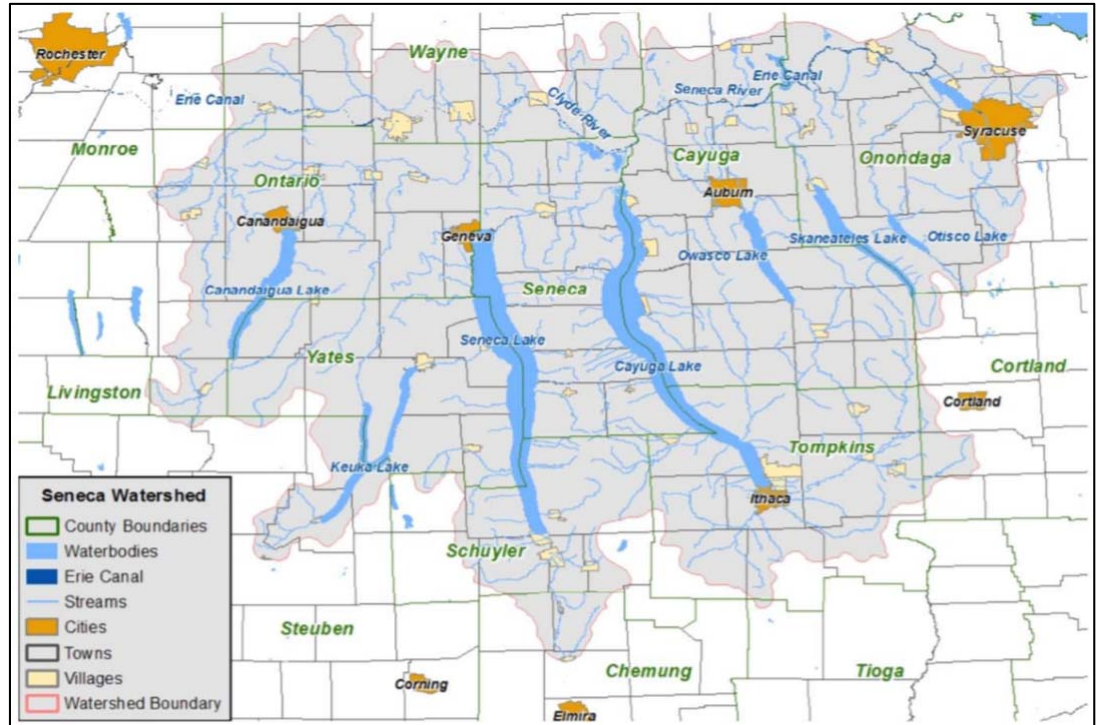 Rochester
Wayne
Erie Canal
Erie Canal
Seneca River
Clyde River
Syracuse
Monroe
Cayuga
Onondaga
Ontario
Auburn
Canandaigua
Geneva
Skaneateles Lake
Otisco Lake
Owasco Lake
Canandaigua Lake
Seneca
Seneca Lake
Yates
Cayuga Lake
Livingston
Cortland
Cortland
Tompkins
Keuka Lake
Ithaca
Schuyler
Steuben
Chemung
Tioga
Corning
Elmira
Seneca Watershed
County Boundaries
Waterbodies
Erie Canal
Streams
Cities
Towns
Villages
Watershed Boundary